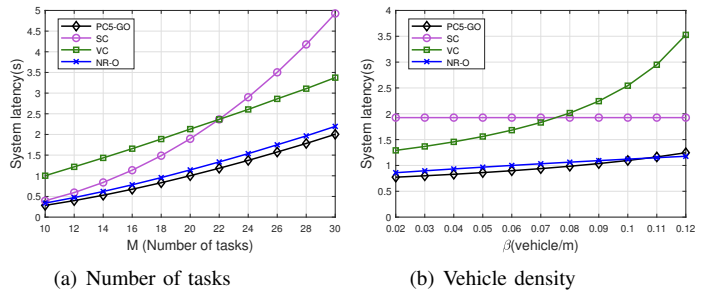 System latency(s)
5
4.5
4
3.5
3
2.5
2
1.5
1
0.5
0
PC5-GO
SC
VC
NR-O
10 12 14 16 18 20 22 24 26 28 30
M (Number of tasks)
(a) Number of tasks
System latency(s)
4
3.5
3
2.5
2
1.5
1
0.5
0
PC5-GO
SC
VC
NR-O
0.02 0.03 0.04 0.05 0.06 0.07 0.08 0.09 0.1 0.11 0.12
β(vehicle/m)
(b) Vehicle density